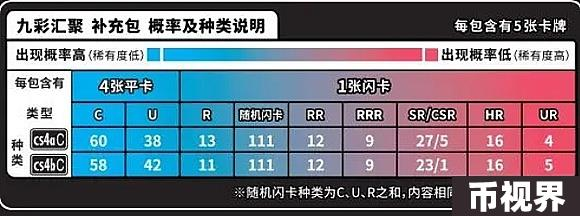 九彩汇聚 补充包 概率及种类说明 每包含有5张卡牌
出现概率高(稀有度低) 出现概率低(稀有度高)
每包含有 4张平卡 1张闪卡
类型 C U R 随机闪卡 RR RRR SR/CSR HR UR
种类
cs4aC 60 38 13 111 12 9 27/5 16 4
cs4bC 58 42 11 111 12 9 23/1 16 5
※随机闪卡种类为C、U、R之和,内容相同
币视界